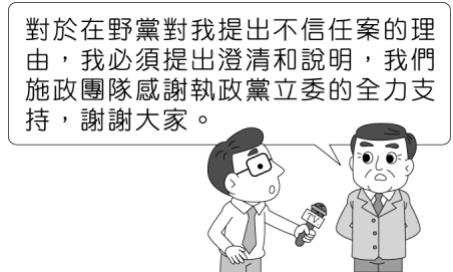 對於在野黨對我提出不信任案的理
由，我必須提出澄清和說明，我們
施政團隊感謝執政黨立委的全力支
持，謝謝大家。
TV